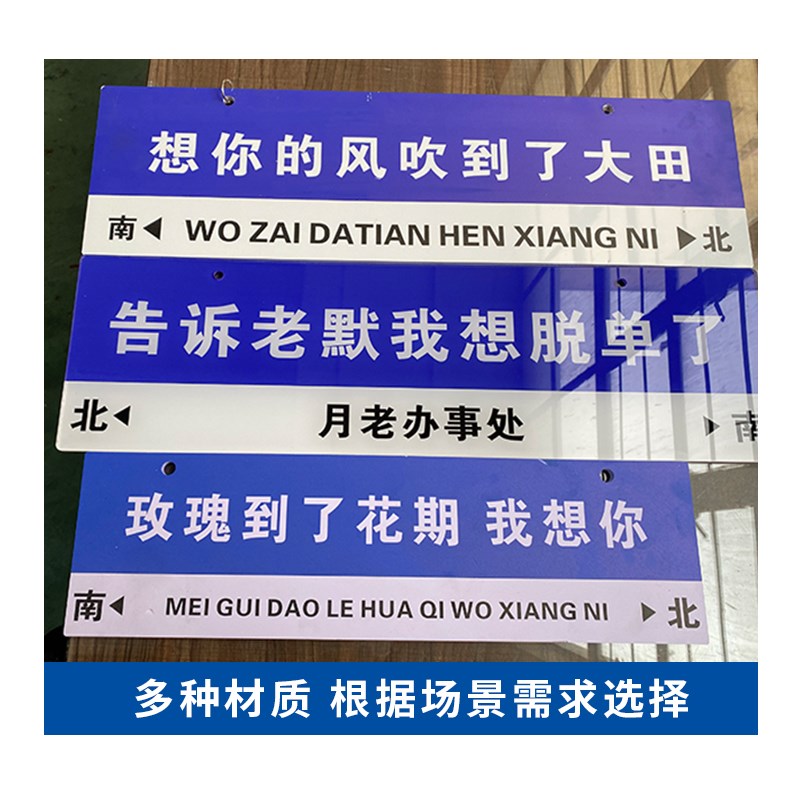 想你的风吹到了大田
南 ◀ WO ZAI DATIAN HEN XIANG NI ▶ 北
告诉老默我想脱单了
北 ◀ 月老办事处 ▶ 南
玫瑰到了花期 我想你
南 ◀ MEI GUI DAO LE HUA QI WO XIANG NI ▶ 北
多种材质 根据场景需求选择